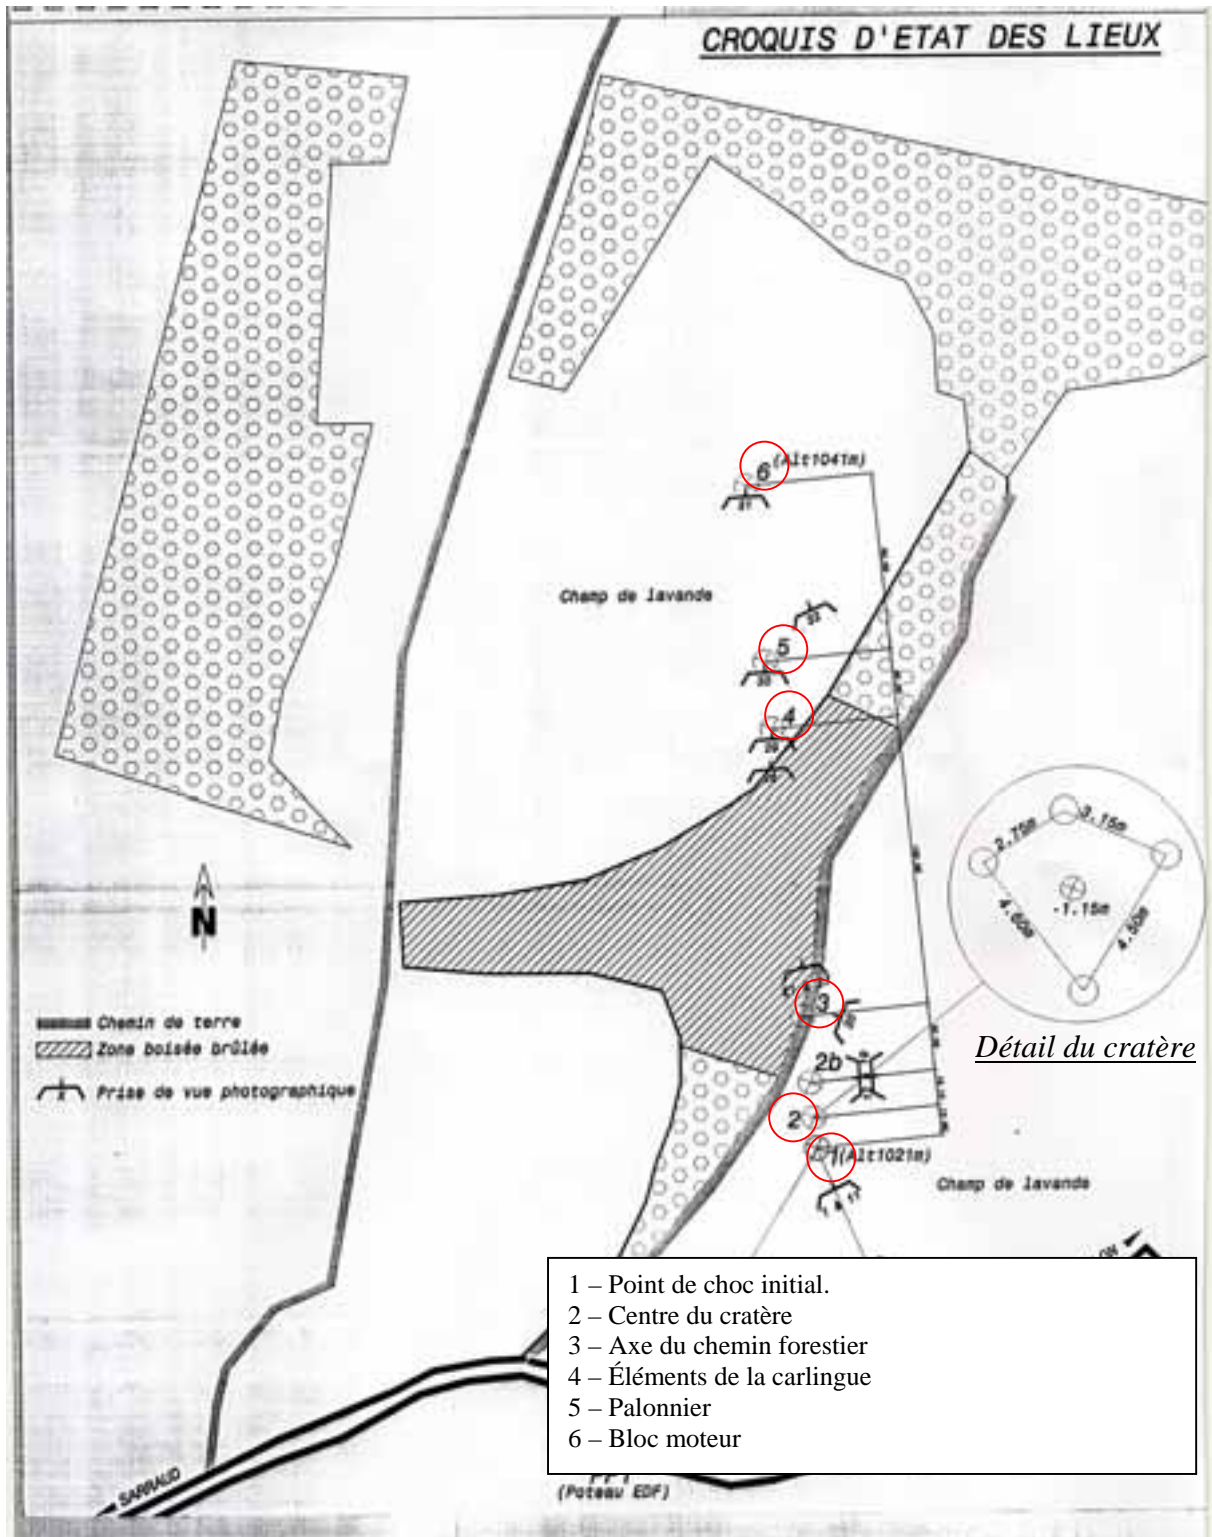 CROQUIS D'ETAT DES LIEUX
6
(Alt1041m)
Champ de lavande
5
4
2.75m
3.15m
-1.15m
4.60m
4.50m
N
3
Chemin de terre
Zone boisée brûlée
Prise de vue photographique
Détail du cratère
2b
2
1
(Alt1021m)
Champ de lavande
1 – Point de choc initial.
2 – Centre du cratère
3 – Axe du chemin forestier
4 – Éléments de la carlingue
5 – Palonnier
6 – Bloc moteur
SARRAUD
(Poteau EDF)